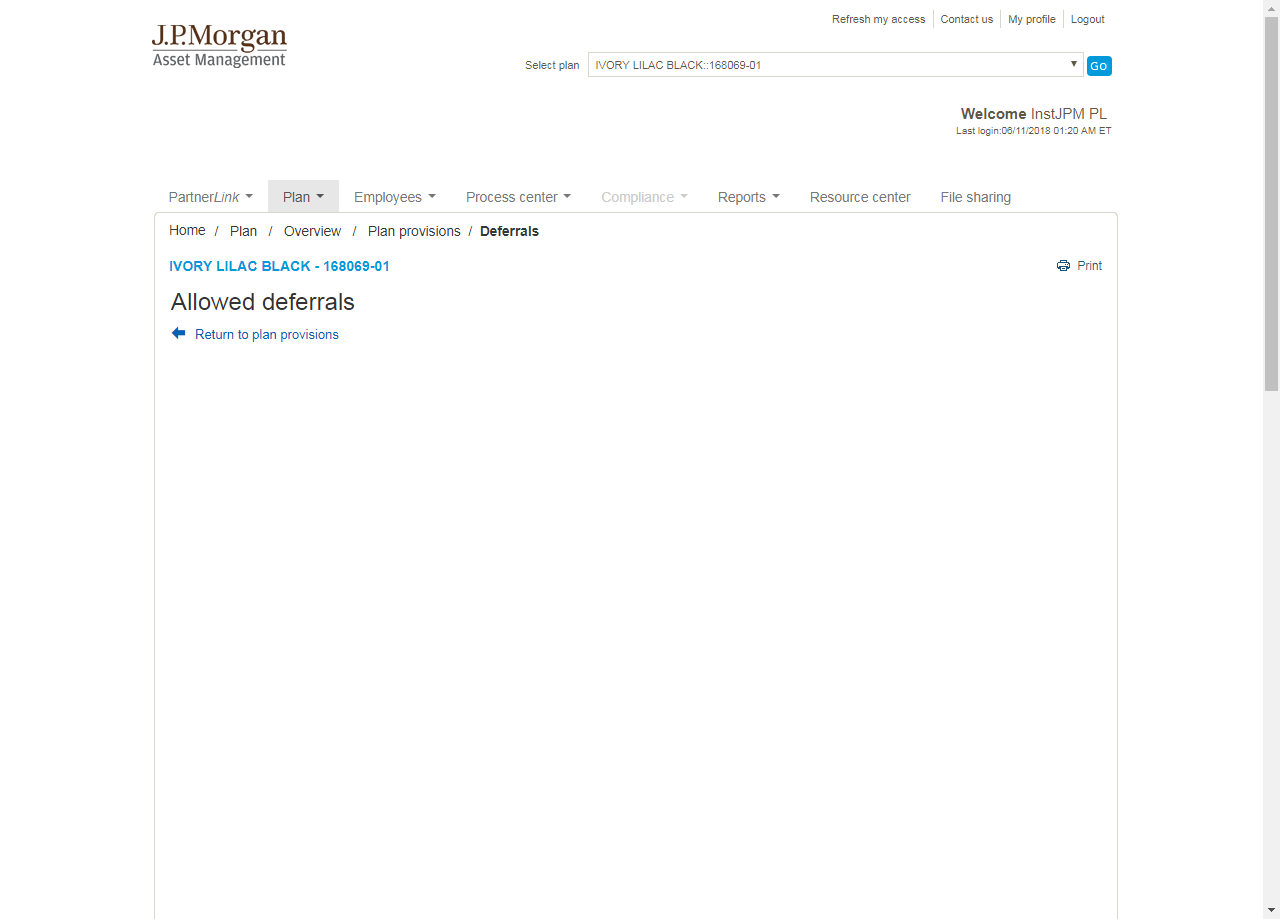 Refresh my access Contact us My profile Logout
J.P.Morgan
Asset Management
Select plan IVORY LILAC BLACK::168069-01 Go
Welcome InstJPM PL
Last login:06/11/2018 01:20 AM ET
PartnerLink Plan Employees Process center Compliance Reports Resource center File sharing
Home / Plan / Overview / Plan provisions / Deferrals
IVORY LILAC BLACK - 168069-01 Print
Allowed deferrals
Return to plan provisions